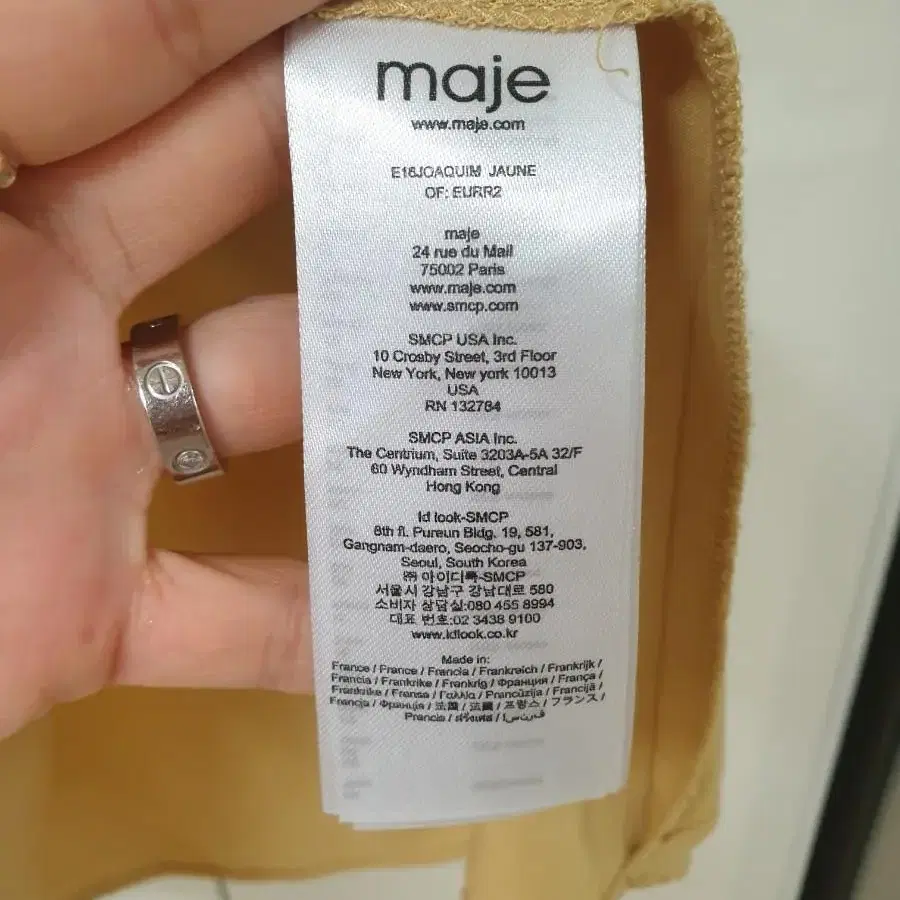 maje
www.maje.com
E16JOAQUIM JAUNE
OF: EURR2
maje
24 rue du Mail
75002 Paris
www.maje.com
www.smcp.com
SMCP USA Inc.
10 Crosby Street, 3rd Floor
New York, New york 10013
USA
RN 132784
SMCP ASIA Inc.
The Centrium, Suite 3203A-5A 32/F
60 Wyndham Street, Central
Hong Kong
Id look-SMCP
8th fl. Pureun Bldg. 19, 581,
Gangnam-daero, Seocho-gu 137-903,
Seoul, South Korea
㈜ 아이디룩-SMCP
서울시 강남구 강남대로 580
소비자 상담실:080 455 8994
대표 번호:02 3438 9100
www.idlook.co.kr
Made in:
France / France / Francia / Frankreich / Frankrijk /
Francia / Frankrike / Frankrig / Франция / França /
Frankrike / Fransa / Γαλλία / Prancūzija / Francijā /
Francja / Франція / 法国 / 法國 / 프랑스 / フランス /
Prancis / ฝรั่งเศส / فرنسا